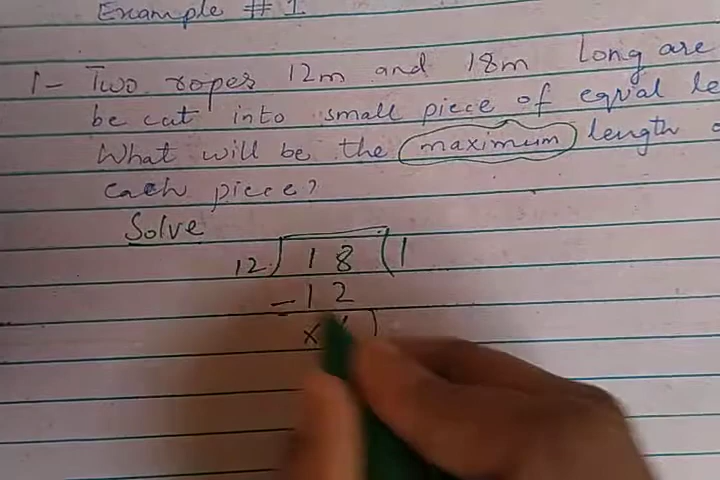 Example # 1
1- Two ropes 12m and 18m long are
be cut into small piece of equal le
What will be the maximum length o
each piece?
Solve
12) 18 (1
-12
x